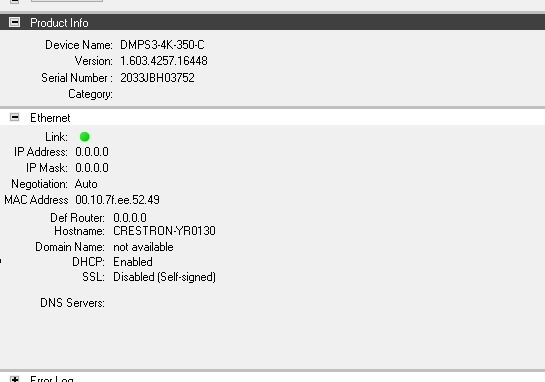 Product Info
Device Name: DMPS3-4K-350-C
Version: 1.603.4257.16448
Serial Number : 2033JBH03752
Category:
Ethernet
Link:
IP Address: 0.0.0.0
IP Mask: 0.0.0.0
Negotiation: Auto
MAC Address 00.10.7f.ee.52.49
Def Router: 0.0.0.0
Hostname: CRESTRON-YR0130
Domain Name: not available
DHCP: Enabled
SSL: Disabled (Self-signed)
DNS Servers:
Error Log